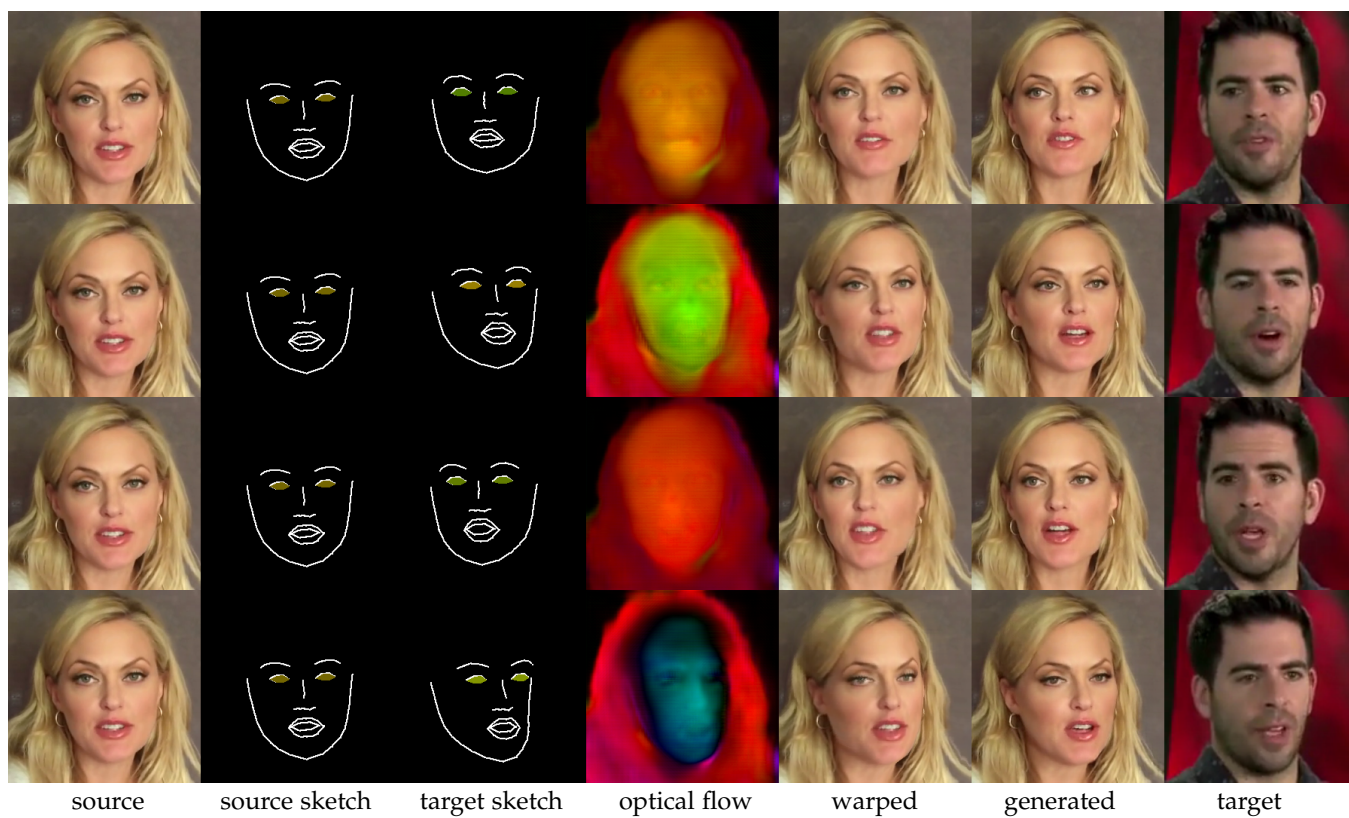 source source sketch target sketch optical flow warped generated target